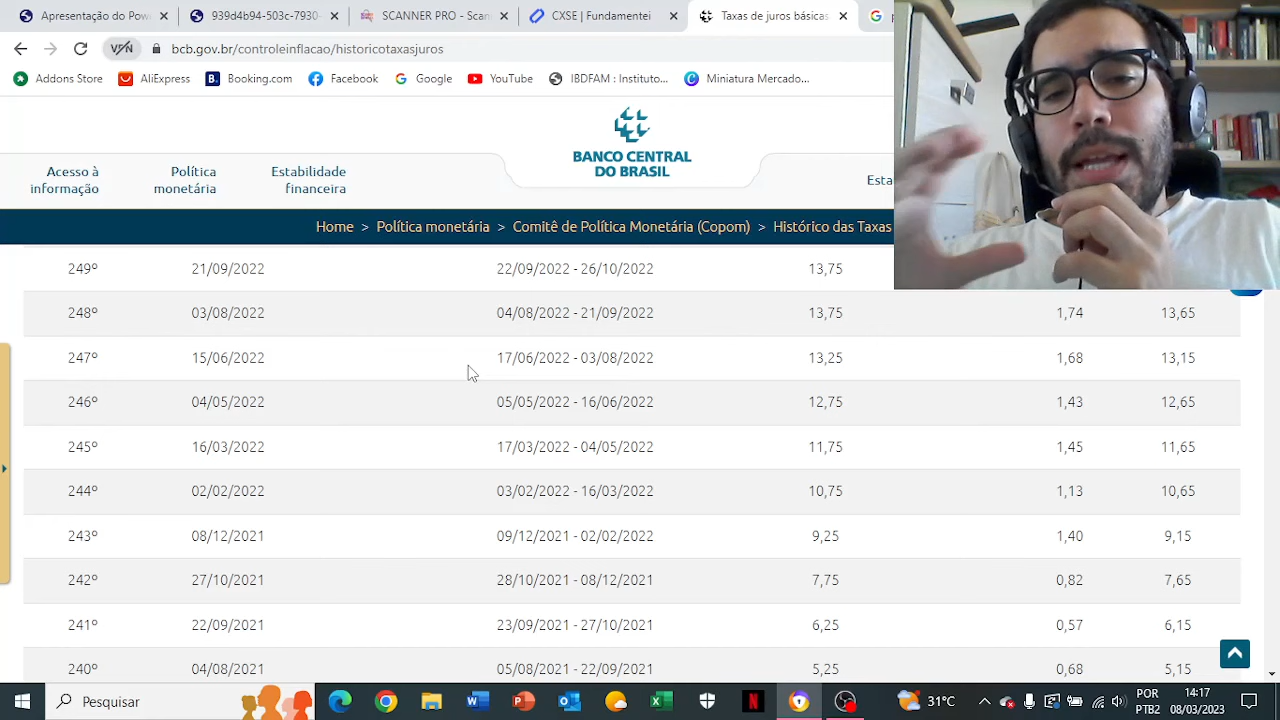 Apresentação do Pow
939d4b94-503c-7930-
SCANNER PRO - Scan
CXSE | Fundamentei
Taxas de juros básicas
bcb.gov.br/controleinflacao/historicotaxasjuros
Addons Store AliExpress Booking.com Facebook Google YouTube IBDFAM : Instituto... Miniatura Mercado...
BANCO CENTRAL
DO BRASIL
Acesso à
informação
Política
monetária
Estabilidade
financeira
Esta
Home > Política monetária > Comitê de Política Monetária (Copom) > Histórico das Taxas
249º 21/09/2022 22/09/2022 - 26/10/2022 13,75
248º 03/08/2022 04/08/2022 - 21/09/2022 13,75 1,74 13,65
247º 15/06/2022 17/06/2022 - 03/08/2022 13,25 1,68 13,15
246º 04/05/2022 05/05/2022 - 16/06/2022 12,75 1,43 12,65
245º 16/03/2022 17/03/2022 - 04/05/2022 11,75 1,45 11,65
244º 02/02/2022 03/02/2022 - 16/03/2022 10,75 1,13 10,65
243º 08/12/2021 09/12/2021 - 02/02/2022 9,25 1,40 9,15
242º 27/10/2021 28/10/2021 - 08/12/2021 7,75 0,82 7,65
241º 22/09/2021 23/09/2021 - 27/10/2021 6,25 0,57 6,15
240º 04/08/2021 05/08/2021 - 22/09/2021 5,25 0,68 5,15
Pesquisar
31°C
POR
PTB2
14:17
08/03/2023